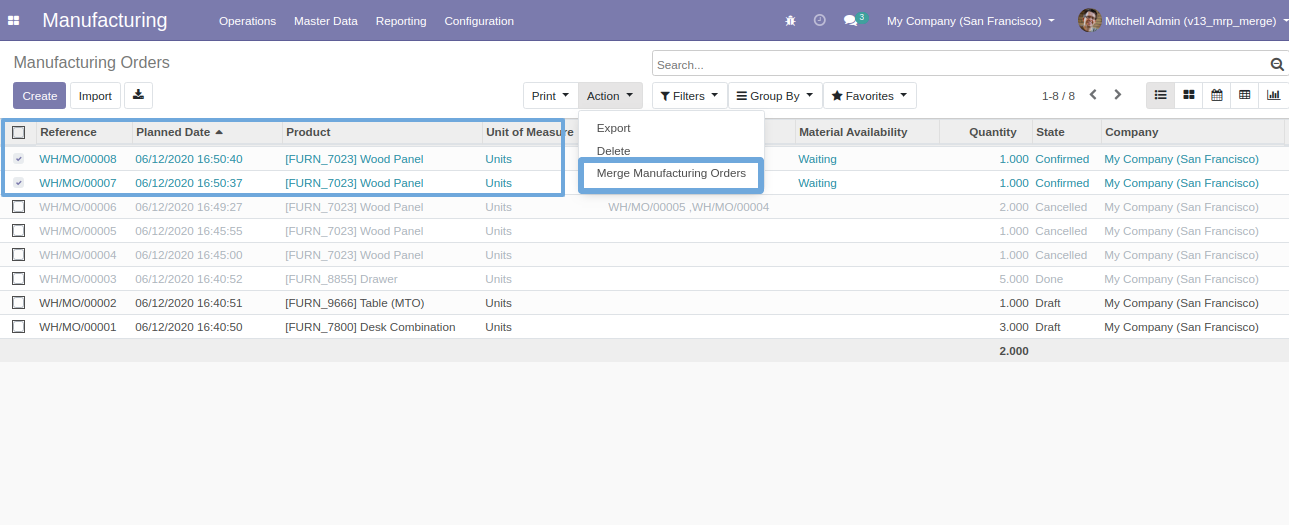 Manufacturing Operations Master Data Reporting Configuration 3 My Company (San Francisco) Mitchell Admin (v13_mrp_merge)
Manufacturing Orders Search...
Create Import Print Action Filters Group By Favorites 1-8 / 8
Reference Planned Date Product Unit of Measure Material Availability Quantity State Company
Export
Delete
Merge Manufacturing Orders
WH/MO/00008 06/12/2020 16:50:40 [FURN_7023] Wood Panel Units Waiting 1.000 Confirmed My Company (San Francisco)
WH/MO/00007 06/12/2020 16:50:37 [FURN_7023] Wood Panel Units Waiting 1.000 Confirmed My Company (San Francisco)
WH/MO/00006 06/12/2020 16:49:27 [FURN_7023] Wood Panel Units WH/MO/00005 ,WH/MO/00004 2.000 Cancelled My Company (San Francisco)
WH/MO/00005 06/12/2020 16:45:55 [FURN_7023] Wood Panel Units 1.000 Cancelled My Company (San Francisco)
WH/MO/00004 06/12/2020 16:45:00 [FURN_7023] Wood Panel Units 1.000 Cancelled My Company (San Francisco)
WH/MO/00003 06/12/2020 16:40:52 [FURN_8855] Drawer Units 5.000 Done My Company (San Francisco)
WH/MO/00002 06/12/2020 16:40:51 [FURN_9666] Table (MTO) Units 1.000 Draft My Company (San Francisco)
WH/MO/00001 06/12/2020 16:40:50 [FURN_7800] Desk Combination Units 3.000 Draft My Company (San Francisco)
2.000